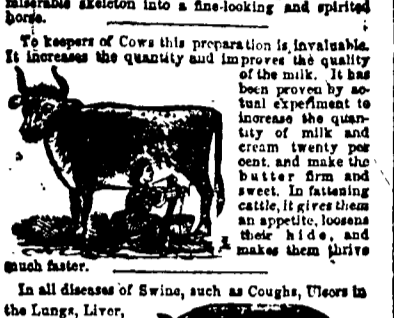 miserable skeleton into a fine-looking and spirited
horse.
To keepers of Cows this preparation is invaluable.
It increases the quantity and improves the quality
of the milk. It has
been proven by ac-
tual experiment to
increase the quan-
tity of milk and
cream twenty per
cent. and make the
butter firm and
sweet. In fattening
cattle, it gives them
an appetite, loosens
their hide, and
makes them thrive
much faster.
In all diseases of Swine, such as Coughs, Ulcers in
the Lungs, Liver,